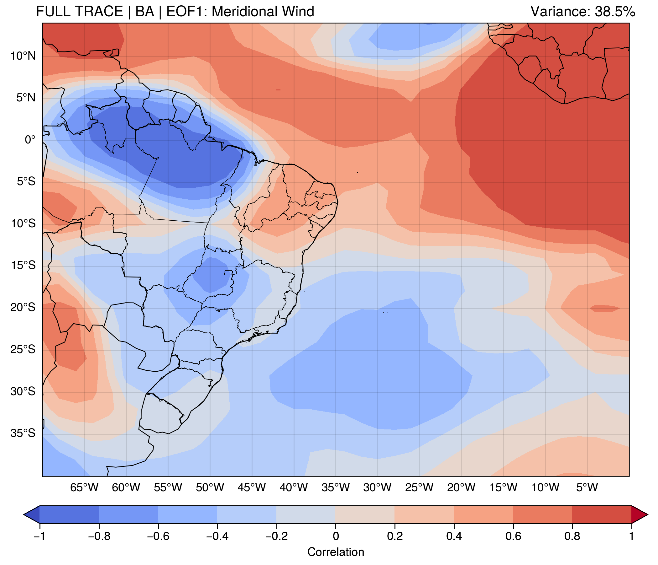 FULL TRACE | BA | EOF1: Meridional Wind Variance: 38.5%
10°N
5°N
0°
5°S
10°S
15°S
20°S
25°S
30°S
35°S
65°W 60°W 55°W 50°W 45°W 40°W 35°W 30°W 25°W 20°W 15°W 10°W 5°W
−1 −0.8 −0.6 −0.4 −0.2 0 0.2 0.4 0.6 0.8 1
Correlation